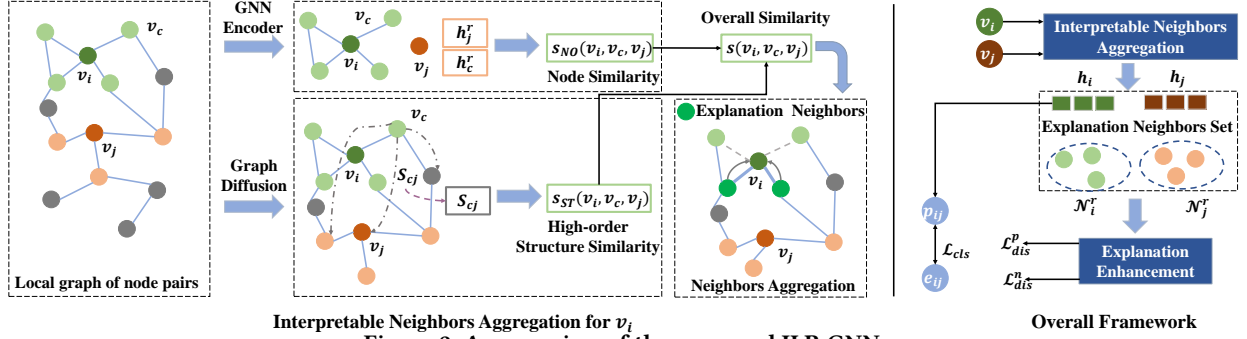 v_c
v_i
v_j
Local graph of node pairs
GNN
Encoder
Graph
Diffusion
v_i
v_c
v_j
h_j^r
h_c^r
s_NO(v_i, v_c, v_j)
Node Similarity
v_c
v_i
S_cj
v_j
S_cj
s_ST(v_i, v_c, v_j)
High-order
Structure Similarity
Overall Similarity
s(v_i, v_c, v_j)
Explanation Neighbors
v_i
v_j
Neighbors Aggregation
Interpretable Neighbors Aggregation for v_i
v_i
v_j
Interpretable Neighbors
Aggregation
h_i h_j
Explanation Neighbors Set
𝒩_i^r 𝒩_j^r
p_ij
ℒ_cls
e_ij
ℒ_dis^p
ℒ_dis^n
Explanation
Enhancement
Overall Framework